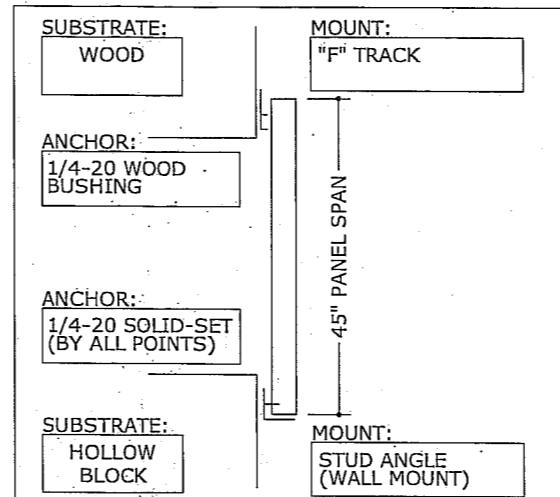 SUBSTRATE:
WOOD
MOUNT:
"F" TRACK
ANCHOR:
1/4-20 WOOD
BUSHING
45" PANEL SPAN
ANCHOR:
1/4-20 SOLID-SET
(BY ALL POINTS)
SUBSTRATE:
HOLLOW
BLOCK
MOUNT:
STUD ANGLE
(WALL MOUNT)